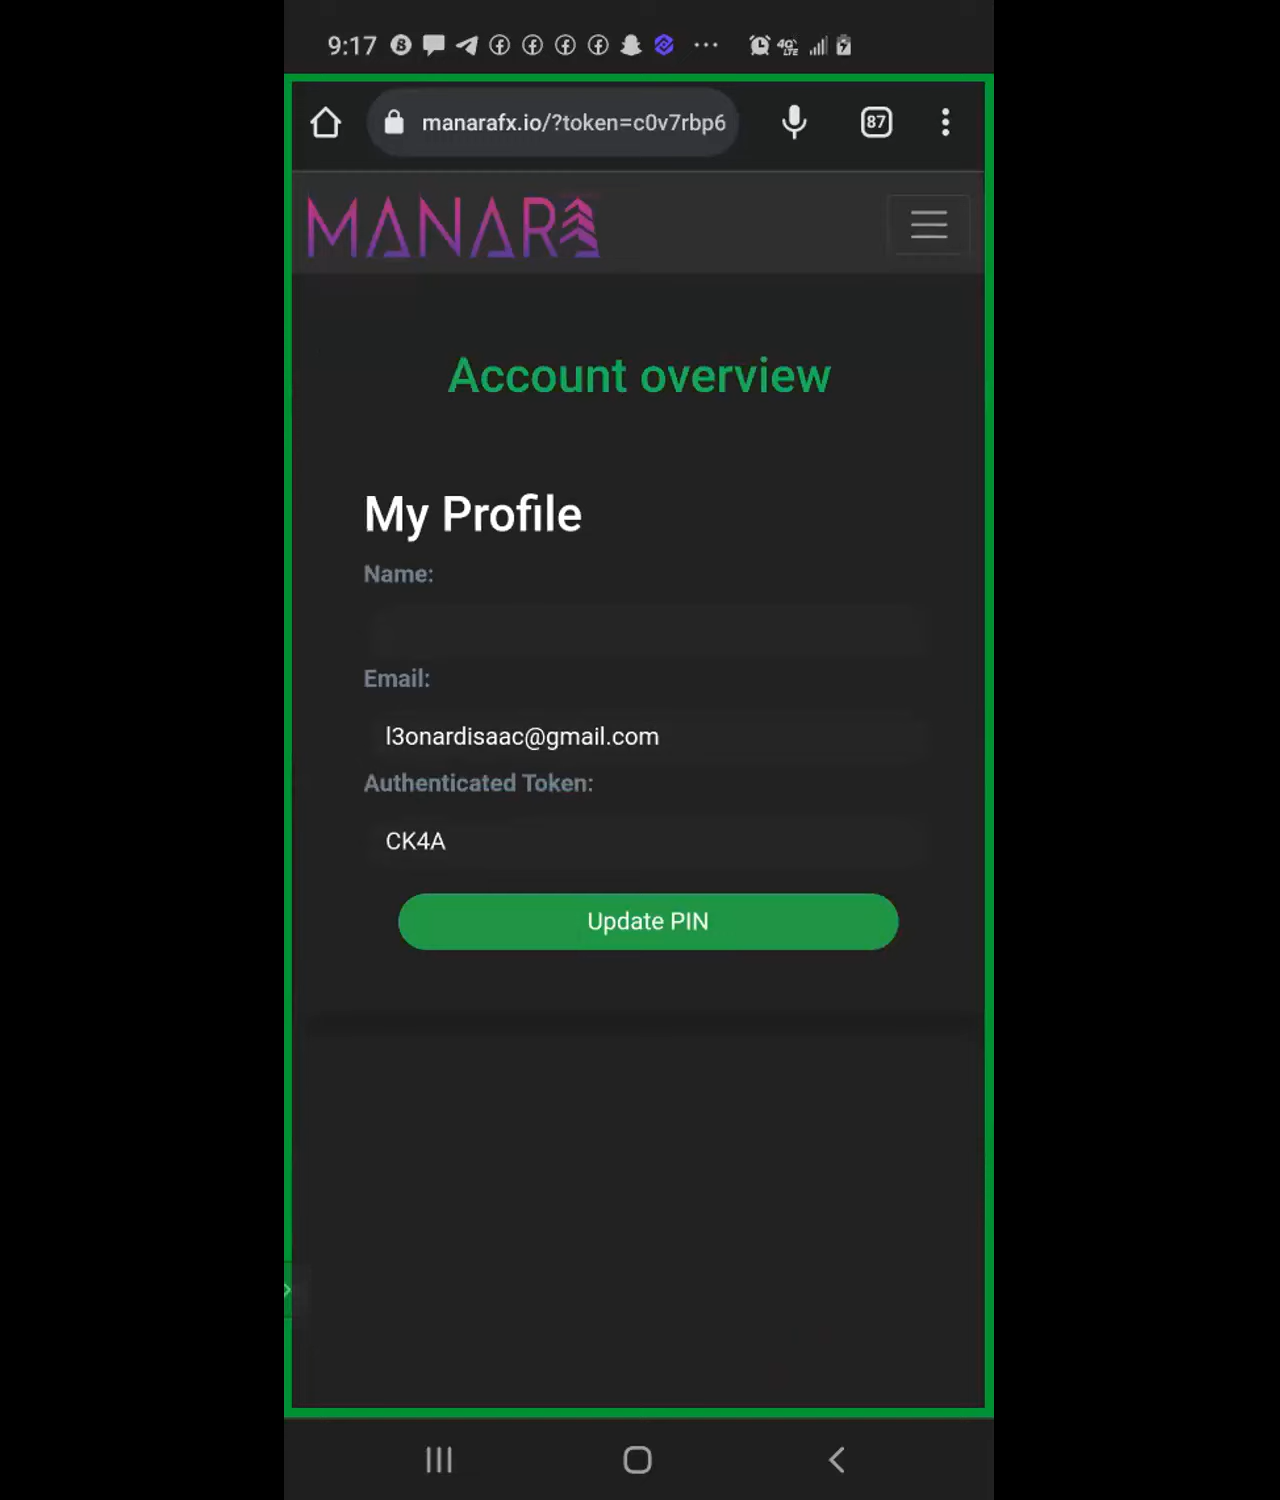 9:17
manarafx.io/?token=c0v7rbp6
87
MANARA
Account overview
My Profile
Name:
Email:
l3onardisaac@gmail.com
Authenticated Token:
CK4A
Update PIN